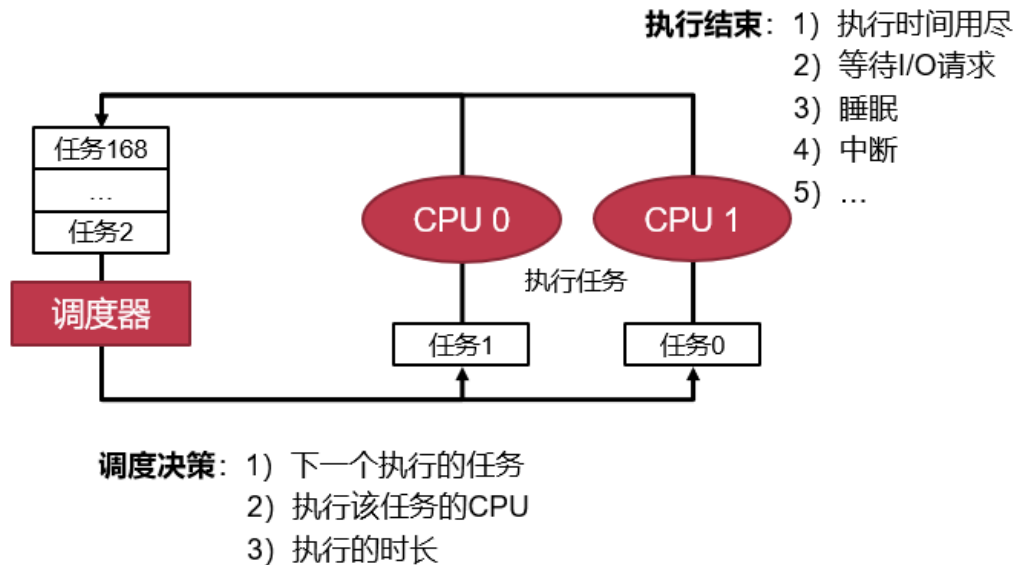 执行结束：1）执行时间用尽
2）等待I/O请求
3）睡眠
4）中断
5）…
任务168
…
任务2
调度器
CPU 0
CPU 1
执行任务
任务1
任务0
调度决策：1）下一个执行的任务
2）执行该任务的CPU
3）执行的时长